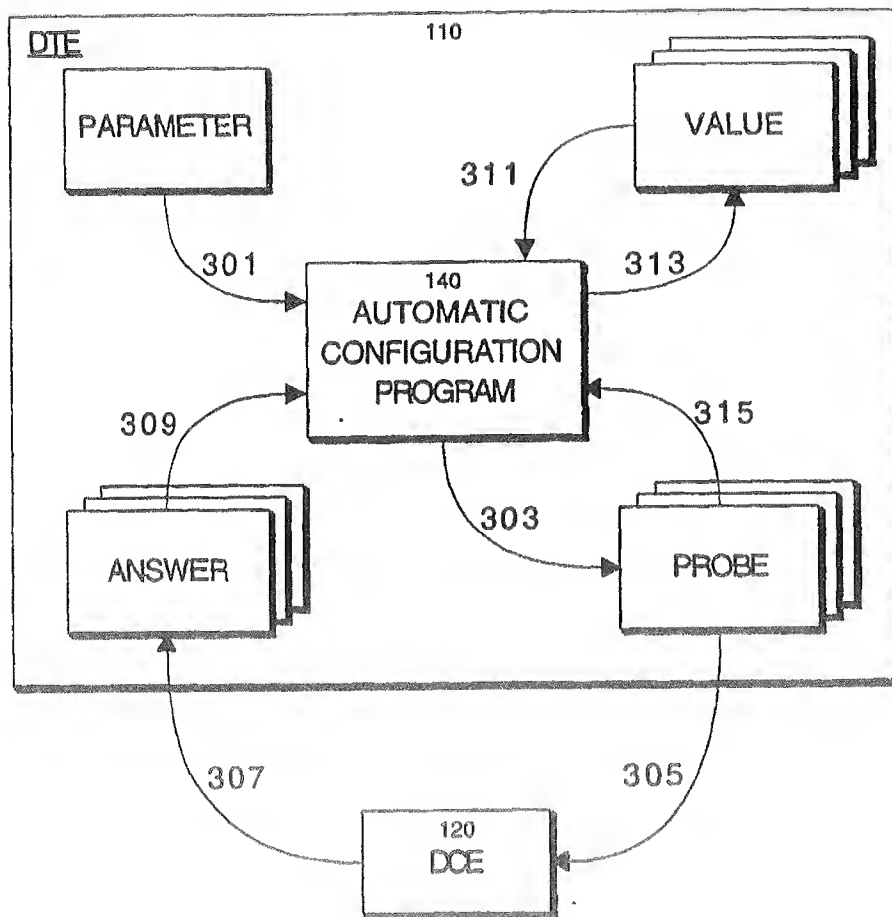 DTE
110
PARAMETER
VALUE
311
301
313
140
AUTOMATIC
CONFIGURATION
PROGRAM
309
315
303
ANSWER
PROBE
307
305
120
DCE